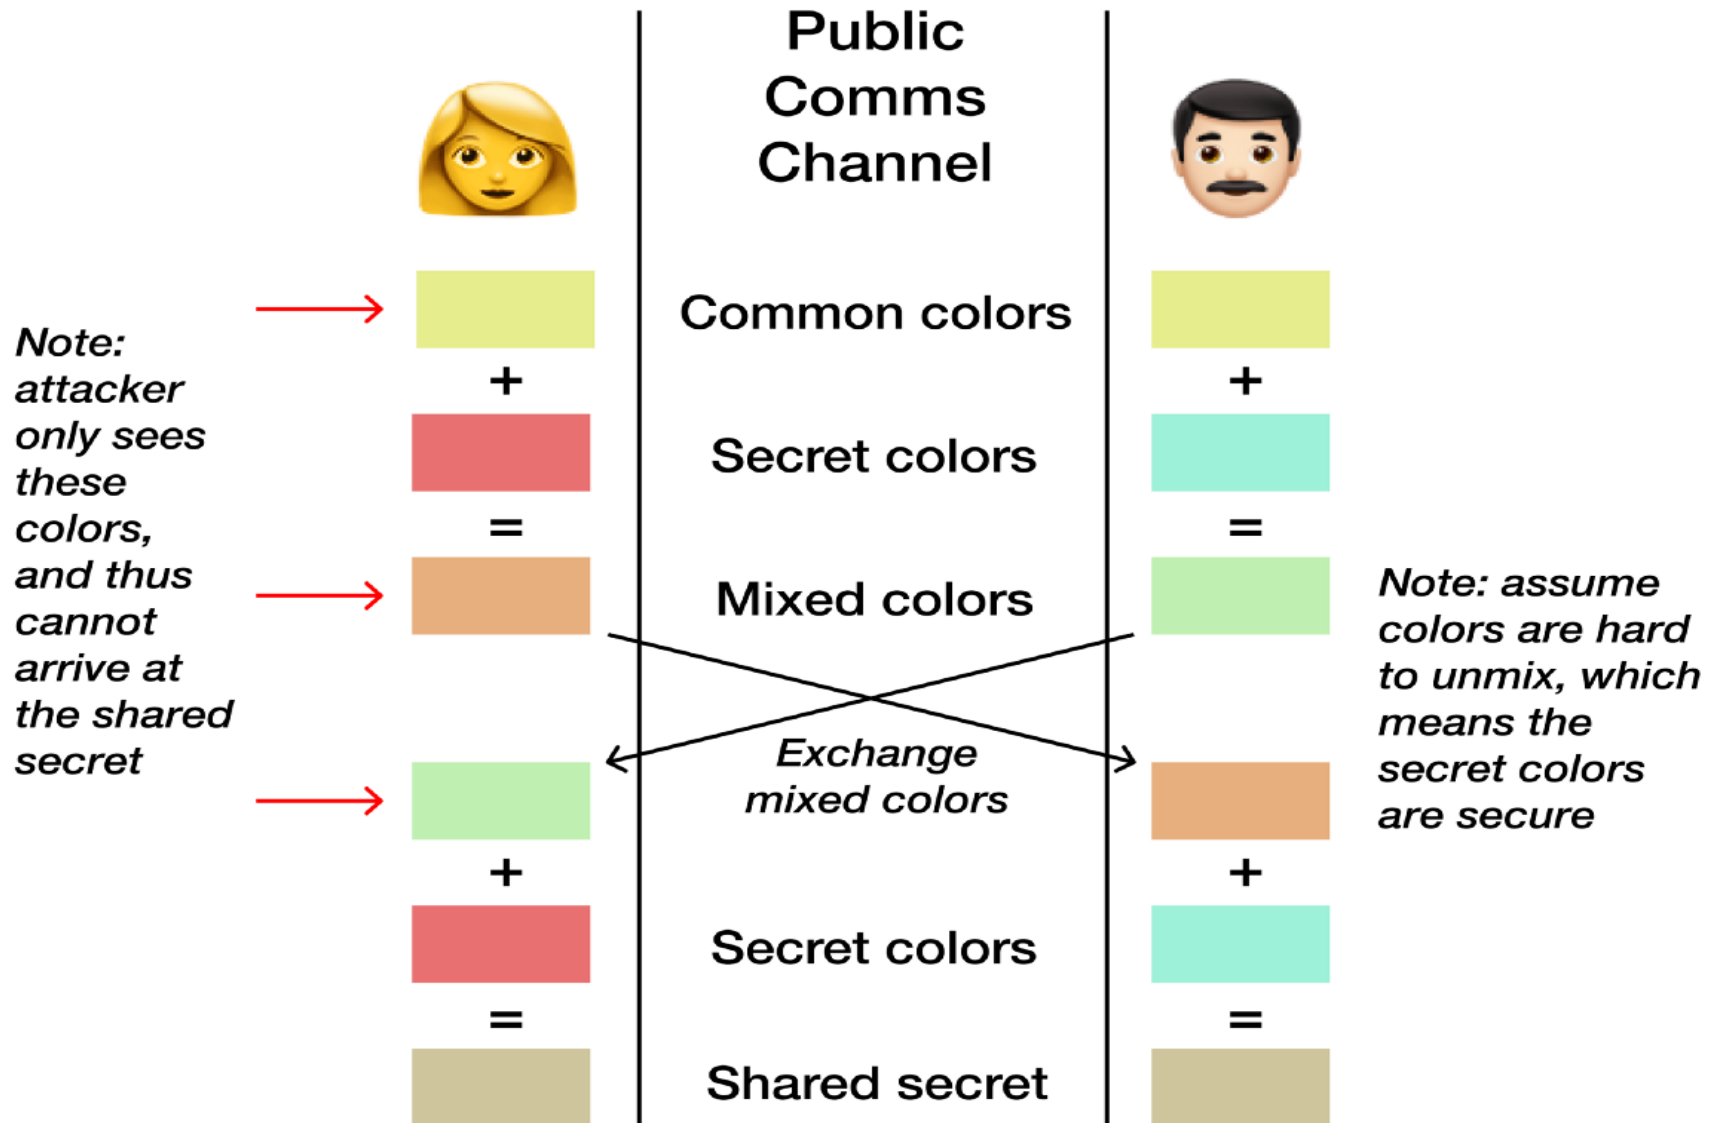 Public
Comms
Channel
Common colors
+
+
Secret colors
=
=
Mixed colors
Exchange
mixed colors
+
+
Secret colors
=
=
Shared secret
Note:
attacker
only sees
these
colors,
and thus
cannot
arrive at
the shared
secret
Note: assume
colors are hard
to unmix, which
means the
secret colors
are secure